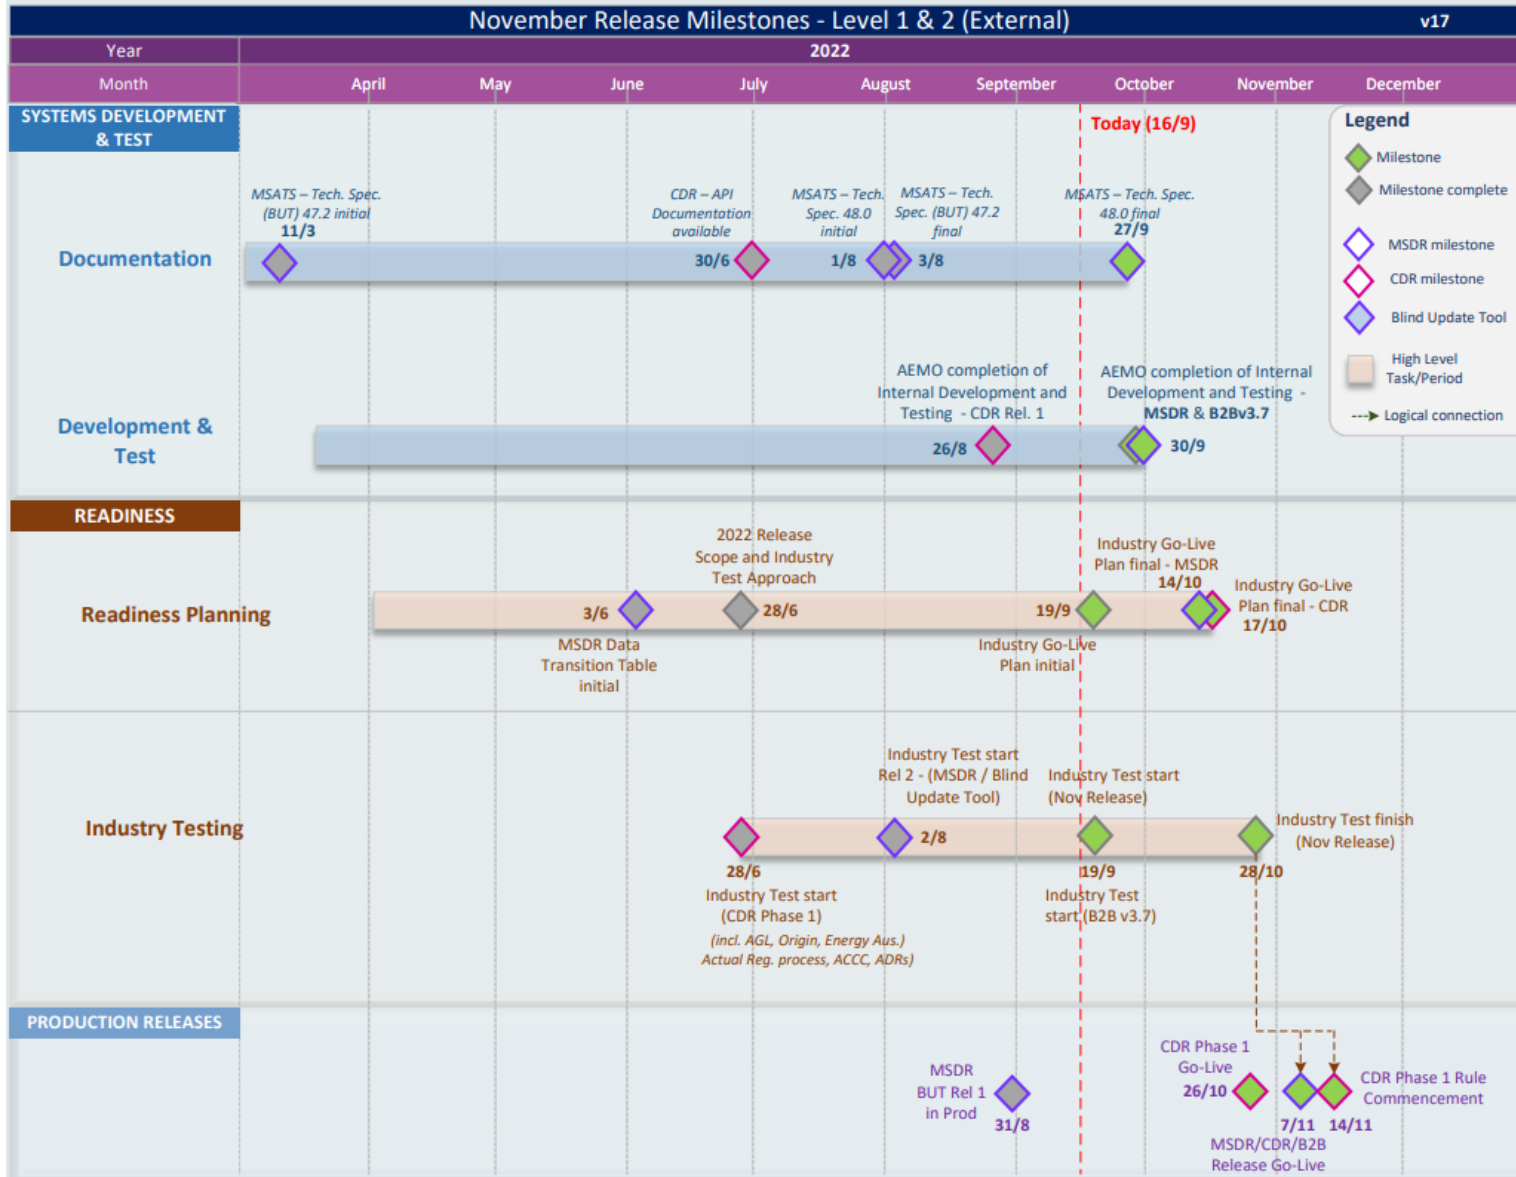 November Release Milestones - Level 1 & 2 (External)
v17
Year
2022
Month
April
May
June
July
August
September
October
November
December
SYSTEMS DEVELOPMENT
& TEST
Today (16/9)
Legend
Milestone
Milestone complete
MSDR milestone
CDR milestone
Blind Update Tool
High Level
Task/Period
Logical connection
Documentation
MSATS – Tech. Spec.
(BUT) 47.2 initial
11/3
CDR – API
Documentation
available
30/6
MSATS – Tech.
Spec. 48.0
initial
1/8
MSATS – Tech.
Spec. (BUT) 47.2
final
3/8
MSATS – Tech. Spec.
48.0 final
27/9
Development &
Test
AEMO completion of
Internal Development and
Testing - CDR Rel. 1
26/8
AEMO completion of Internal
Development and Testing -
MSDR & B2Bv3.7
30/9
READINESS
Readiness Planning
3/6
MSDR Data
Transition Table
initial
2022 Release
Scope and Industry
Test Approach
28/6
19/9
Industry Go-Live
Plan initial
Industry Go-Live
Plan final - MSDR
14/10
Industry Go-Live
Plan final - CDR
17/10
Industry Testing
28/6
Industry Test start
(CDR Phase 1)
(incl. AGL, Origin, Energy Aus.)
Actual Reg. process, ACCC, ADRs)
Industry Test start
Rel 2 - (MSDR / Blind
Update Tool)
2/8
Industry Test start
(Nov Release)
19/9
Industry Test
start (B2B v3.7)
Industry Test finish
(Nov Release)
28/10
PRODUCTION RELEASES
MSDR
BUT Rel 1
in Prod
31/8
CDR Phase 1
Go-Live
26/10
7/11
MSDR/CDR/B2B
Release Go-Live
14/11
CDR Phase 1 Rule
Commencement